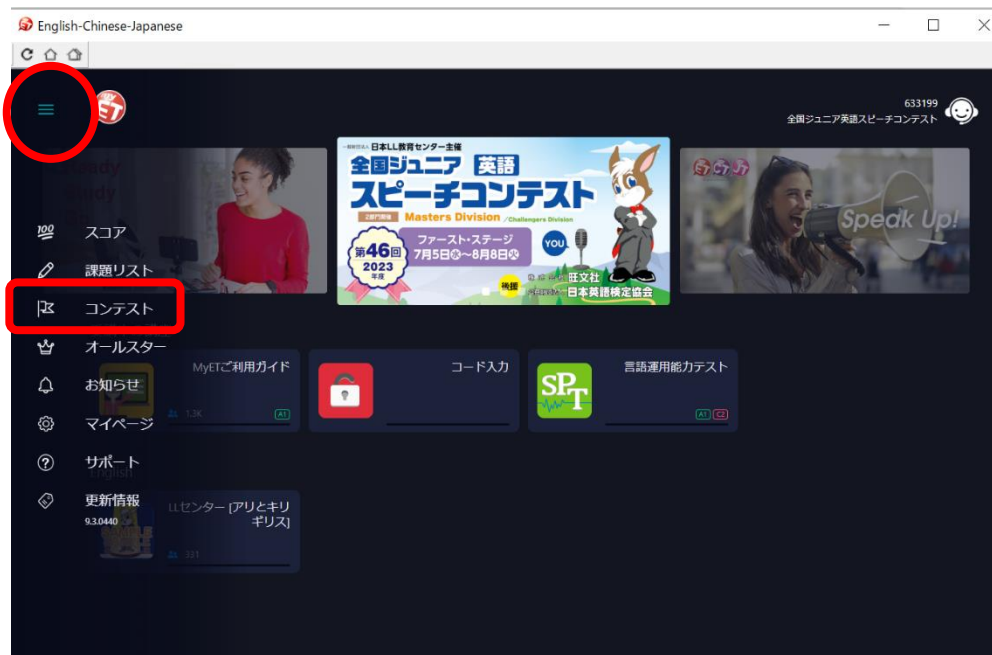 English-Chinese-Japanese
MY
ET
633199
全国ジュニア英語スピーチコンテスト
一般財団法人 日本LL教育センター主催
全国ジュニア 英語
スピーチコンテスト
2部門開催 Masters Division / Challengers Division
第46回
2023
年度
ファースト・ステージ
7月5日㊌~8月8日㊋
YOU
後援
旺文社
日本英語検定協会
Study
ET CT JT
Speak Up!
100 スコア
課題リスト
コンテスト
オールスター
お知らせ
マイページ
サポート
更新情報
9.3.0440
MyETご利用ガイド
1.3K
A1
コード入力
SPT
言語運用能力テスト
A1 C2
English
LLセンター [アリとキリ
ギリス]
331